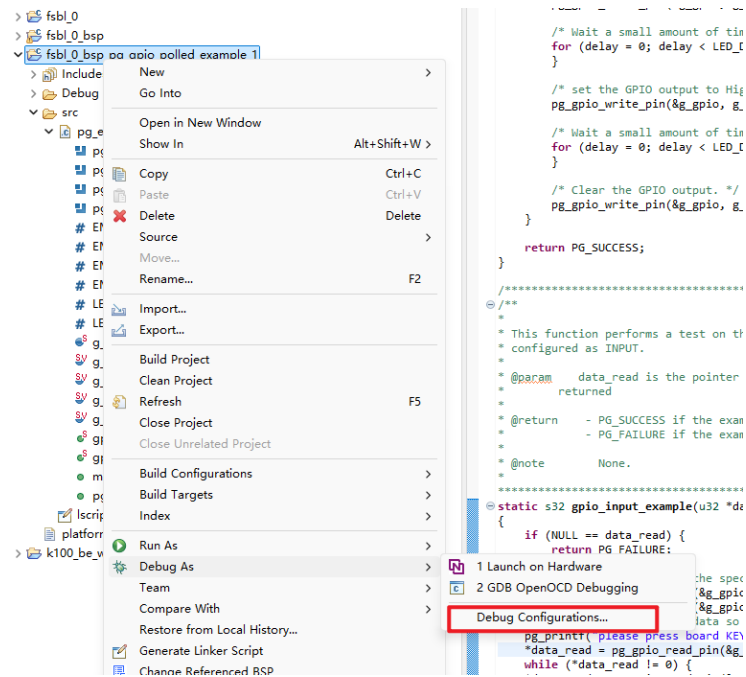 fsbl_0
fsbl_0_bsp
fsbl_0_bsp_pg_gpio_polled_example_1
Include
Debug
src
pg_e
pg
pg
pg
pg
EM
EM
EM
EM
LE
LE
g_
g_
g_
g_
g_
gp
gp
m
pg
lscrip
platforn
k100_be_w
New
Go Into
Open in New Window
Show In Alt+Shift+W
Copy Ctrl+C
Paste Ctrl+V
Delete Delete
Source
Move...
Rename... F2
Import...
Export...
Build Project
Clean Project
Refresh F5
Close Project
Close Unrelated Project
Build Configurations
Build Targets
Index
Run As
Debug As
Team
Compare With
Restore from Local History...
Generate Linker Script
Change Referenced BSP
1 Launch on Hardware
2 GDB OpenOCD Debugging
Debug Configurations...
/* Wait a small amount of tim
for (delay = 0; delay < LED_D
}
/* set the GPIO output to Hig
pg_gpio_write_pin(&g_gpio, g_
/* Wait a small amount of tim
for (delay = 0; delay < LED_D
}
/* Clear the GPIO output. */
pg_gpio_write_pin(&g_gpio, g_
}
return PG_SUCCESS;
}
/************************************
/**
*
* This function performs a test on th
* configured as INPUT.
*
* @param data_read is the pointer
* returned
*
* @return - PG_SUCCESS if the exam
* - PG_FAILURE if the exam
*
* @note None.
*
*************************************
static s32 gpio_input_example(u32 *da
{
if (NULL == data_read) {
return PG_FAILURE;
he spec
(&g_gpio
(&g_gpio
data so
pg_printf("please press board KEY
*data_read = pg_gpio_read_pin(&g_
while (*data_read != 0) {